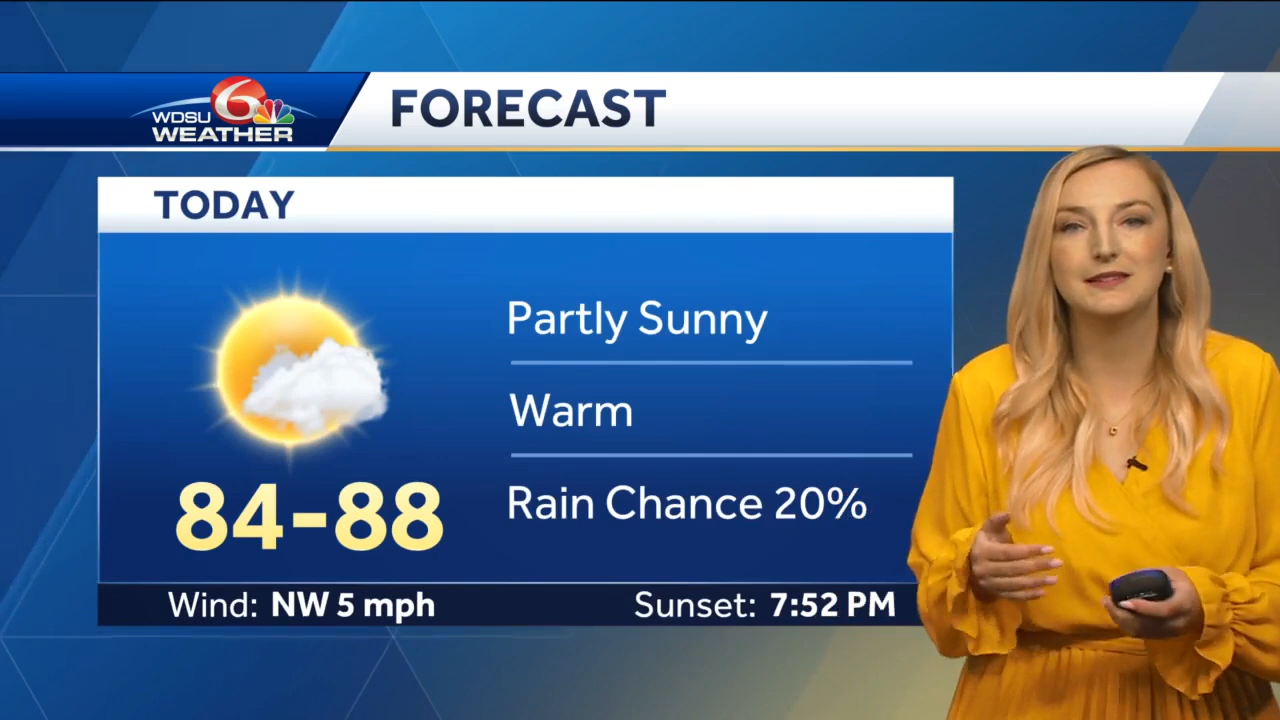 WDSU 6
WEATHER
FORECAST
TODAY
Partly Sunny
Warm
Rain Chance 20%
84-88
Wind: NW 5 mph
Sunset: 7:52 PM